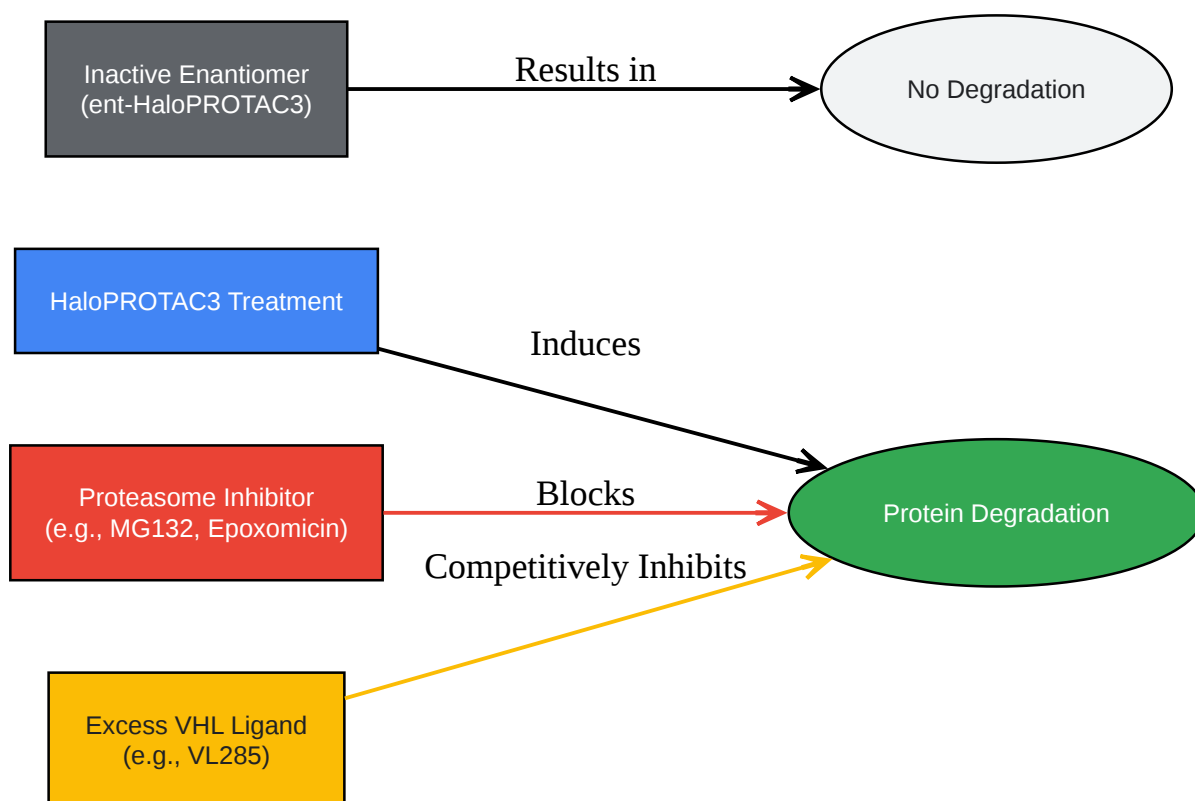 Inactive Enantiomer
(ent-HaloPROTAC3)
Results in
No Degradation
HaloPROTAC3 Treatment
Induces
Proteasome Inhibitor
(e.g., MG132, Epoxomicin)
Blocks
Protein Degradation
Competitively Inhibits
Excess VHL Ligand
(e.g., VL285)